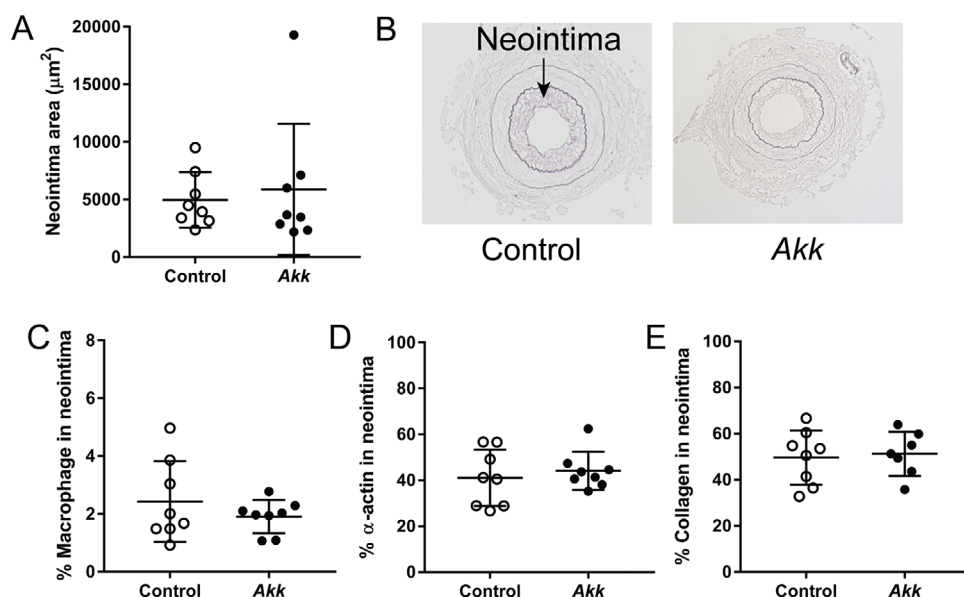 A
Neointima area (μm²)
20000
15000
10000
5000
0
Control
Akk
B
Neointima
Control
Akk
C
% Macrophage in neointima
8
6
4
2
0
Control
Akk
D
% α-actin in neointima
100
80
60
40
20
0
Control
Akk
E
% Collagen in neointima
100
80
60
40
20
0
Control
Akk